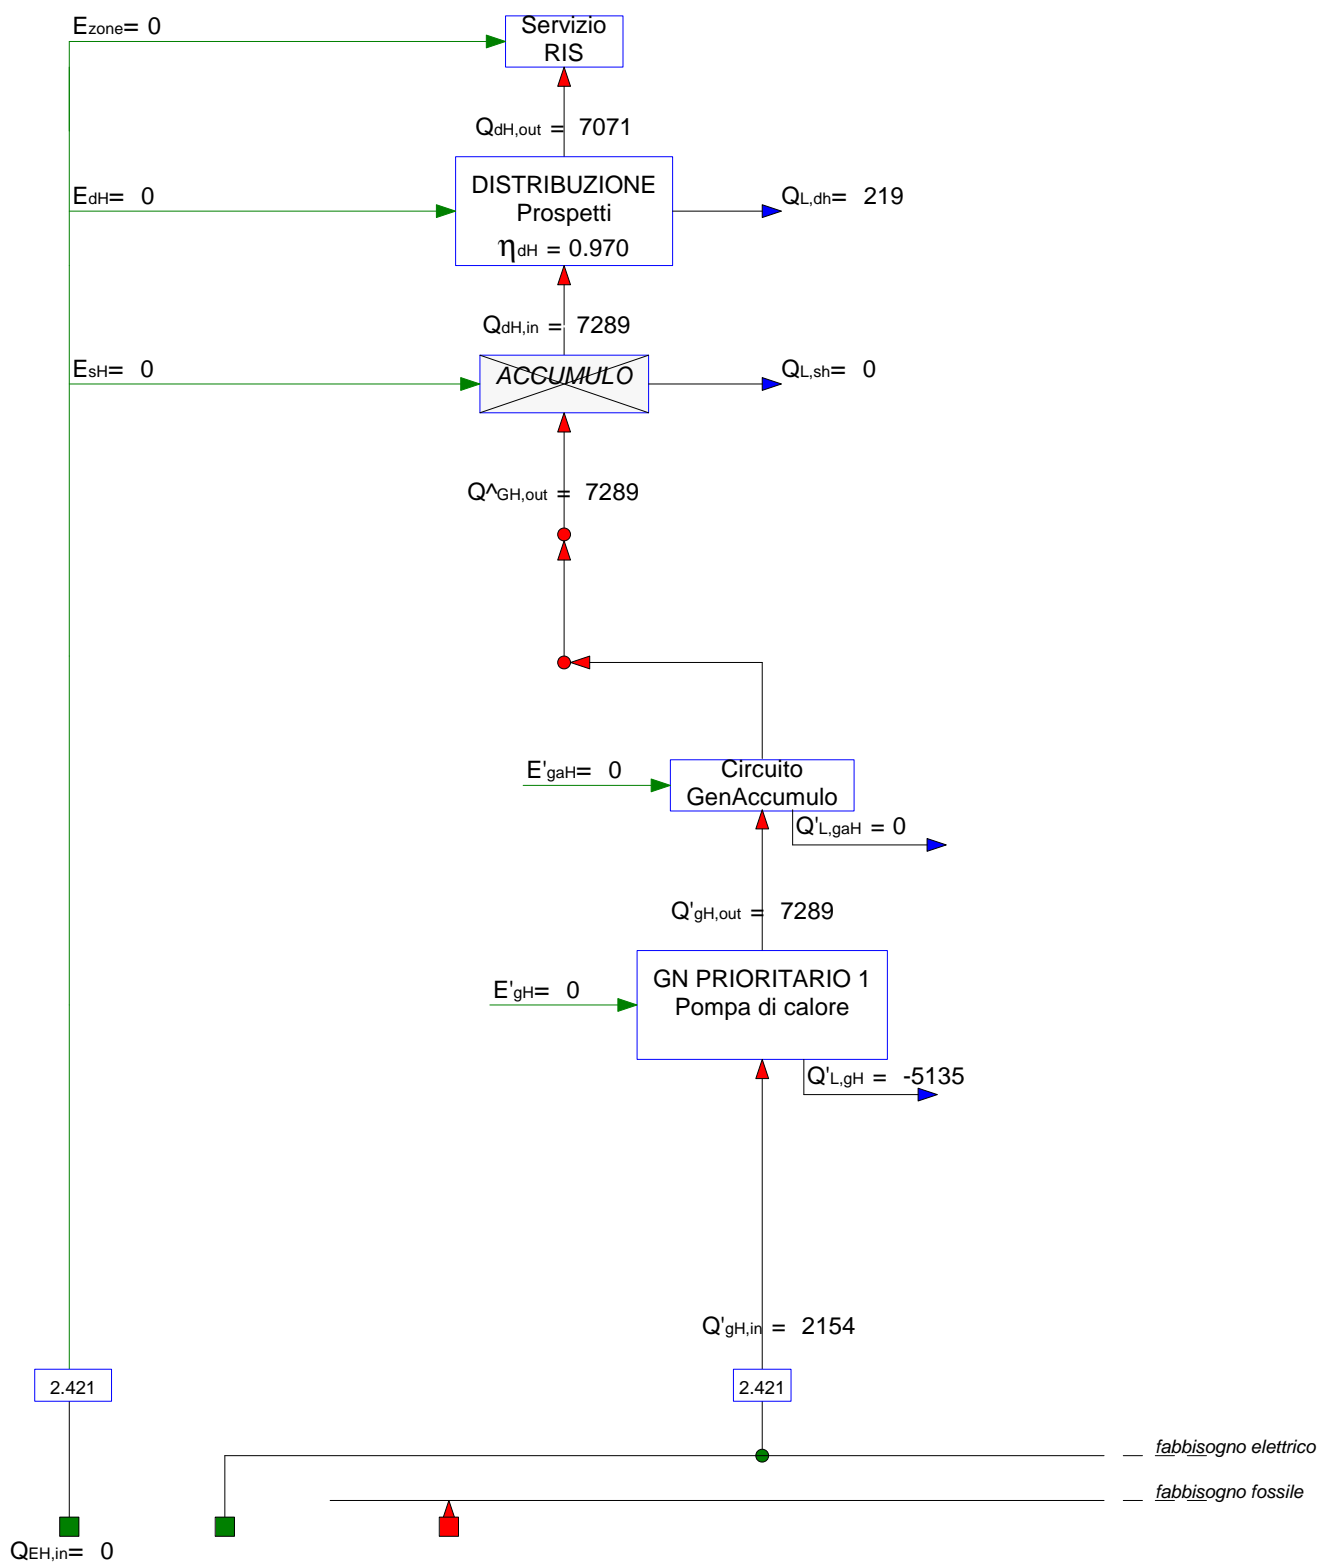 Ezone= 0
Servizio
RIS
QdH,out = 7071
EdH= 0
DISTRIBUZIONE
Prospetti
ηdH = 0.970
QL,dh= 219
QdH,in = 7289
EsH= 0
ACCUMULO
QL,sh= 0
Q^GH,out = 7289
E'gaH= 0
Circuito
GenAccumulo
Q'L,gaH = 0
Q'gH,out = 7289
E'gH= 0
GN PRIORITARIO 1
Pompa di calore
Q'L,gH = -5135
Q'gH,in = 2154
2.421
2.421
fabbisogno elettrico
fabbisogno fossile
QEH,in= 0